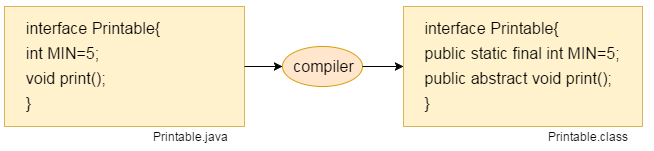 interface Printable{
int MIN=5;
void print();
}
Printable.java
compiler
interface Printable{
public static final int MIN=5;
public abstract void print();
}
Printable.class